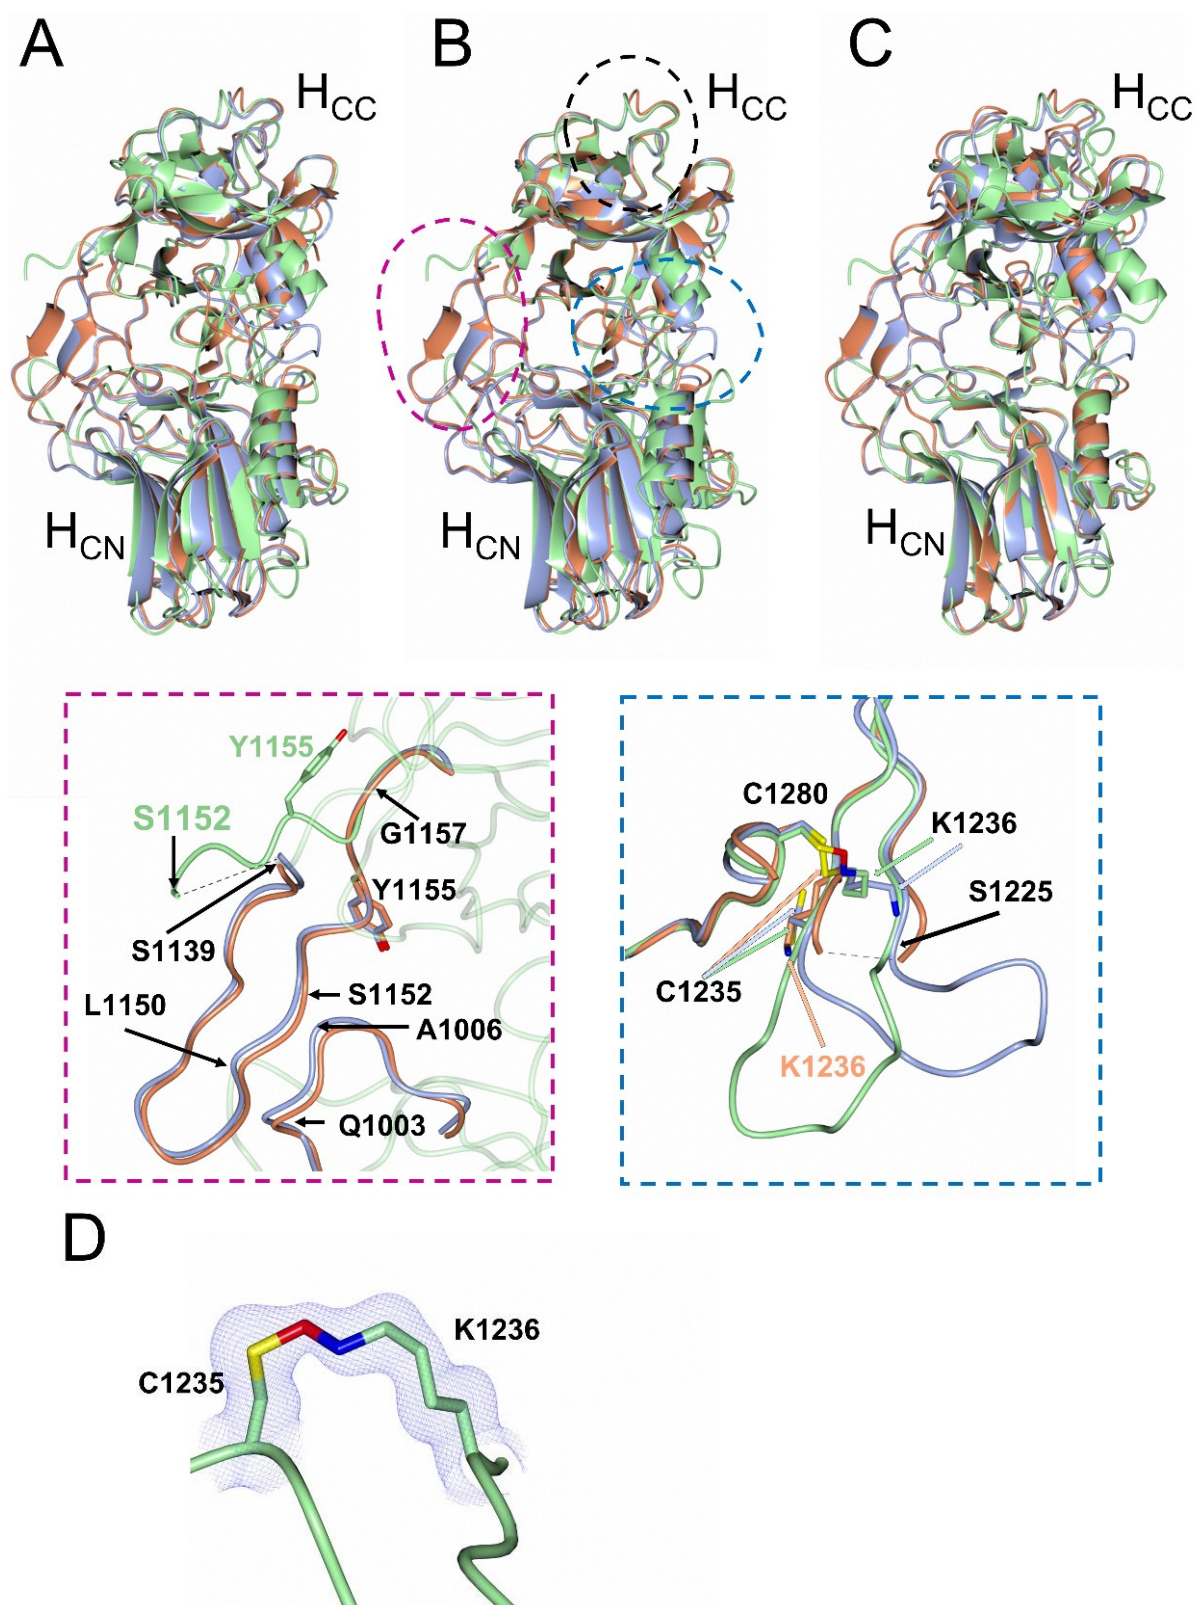 A
B
C
HCC
HCC
HCC
HCN
HCN
HCN
Y1155
S1152
G1157
Y1155
S1139
L1150
S1152
A1006
Q1003
C1280
K1236
S1225
C1235
K1236
D
K1236
C1235